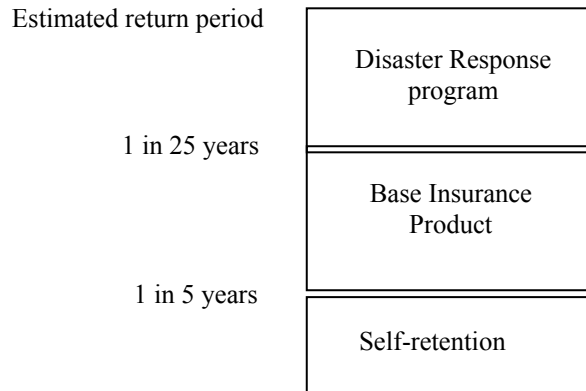 Estimated return period
Disaster Response
program
1 in 25 years
Base Insurance
Product
1 in 5 years
Self-retention